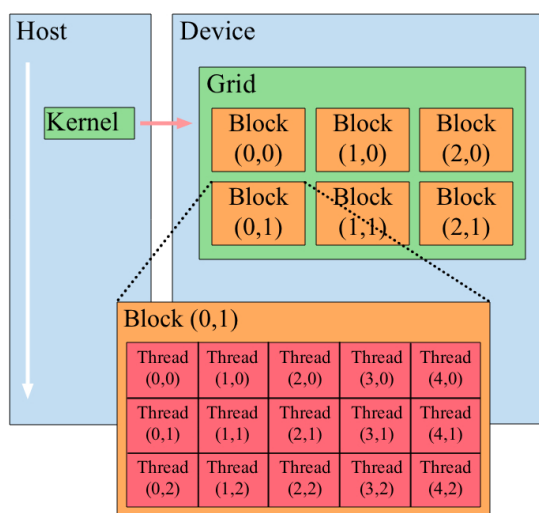 Host
Device
Grid
Kernel
Block
(0,0)
Block
(1,0)
Block
(2,0)
Block
(0,1)
Block
(1,1)
Block
(2,1)
Block (0,1)
Thread
(0,0)
Thread
(1,0)
Thread
(2,0)
Thread
(3,0)
Thread
(4,0)
Thread
(0,1)
Thread
(1,1)
Thread
(2,1)
Thread
(3,1)
Thread
(4,1)
Thread
(0,2)
Thread
(1,2)
Thread
(2,2)
Thread
(3,2)
Thread
(4,2)